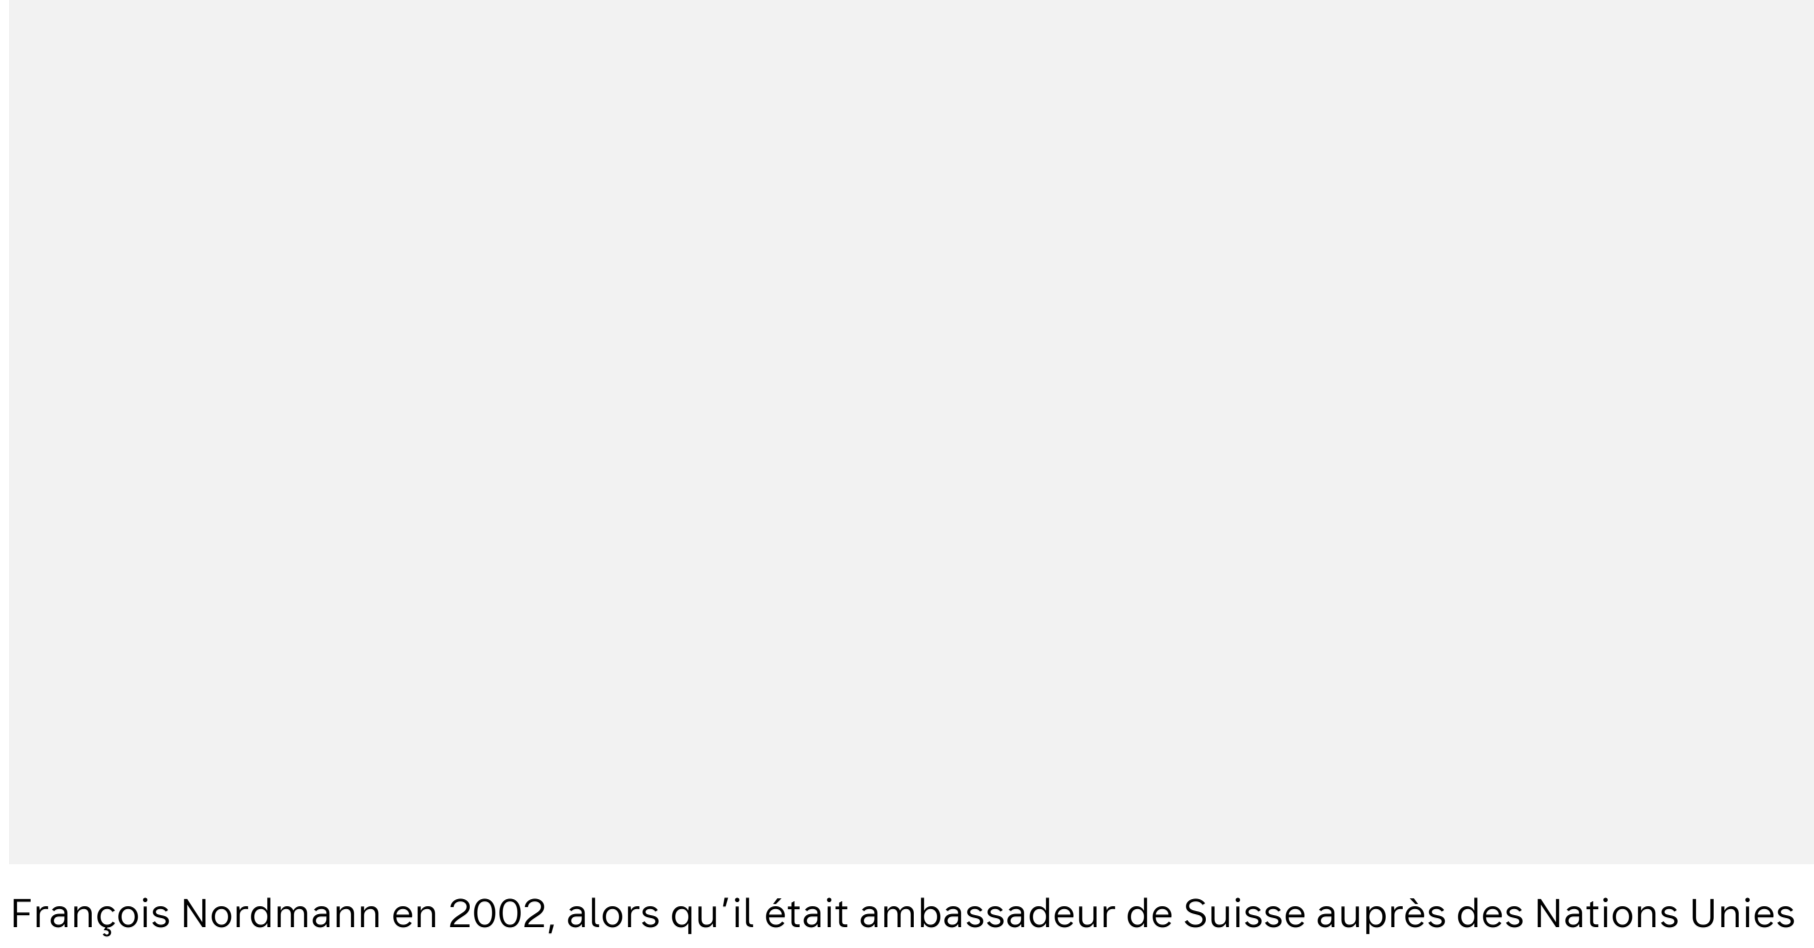 François Nordmann en 2002, alors qu’il était ambassadeur de Suisse auprès des Nations Unies